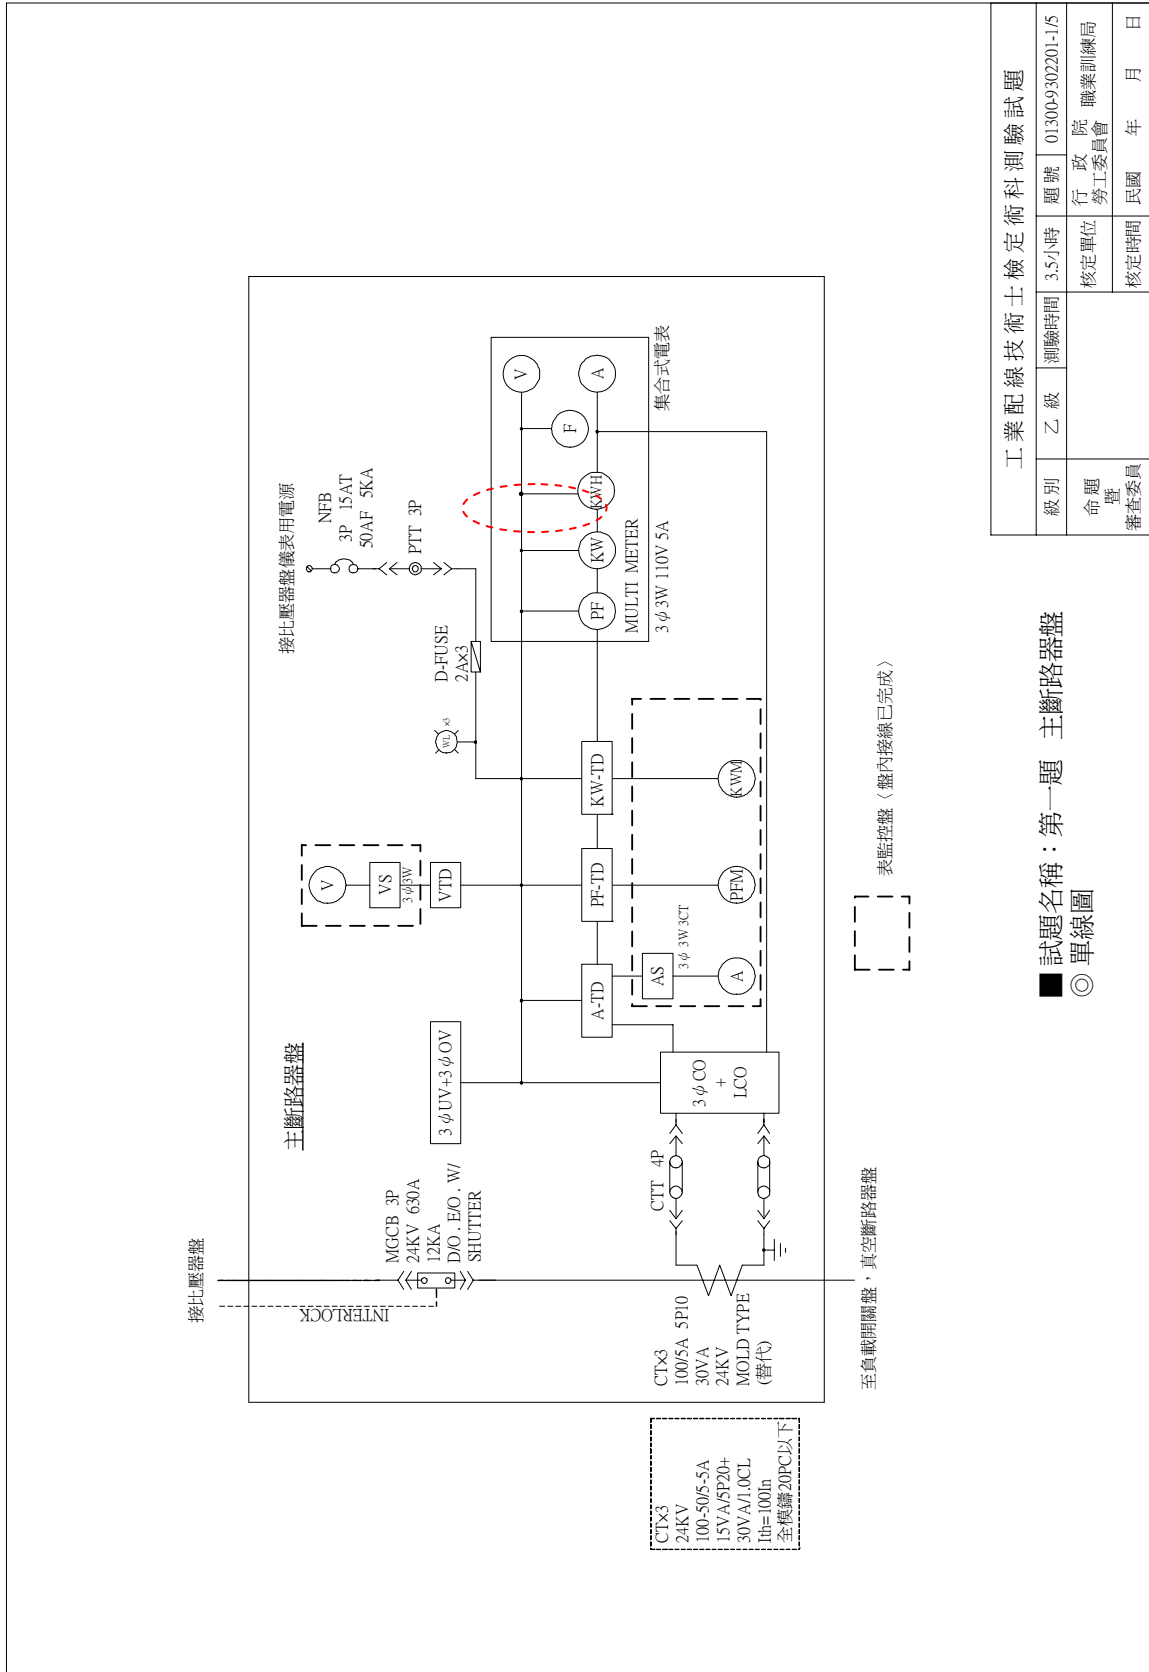 主斷路器盤
接比壓器盤
INTERLOCK
MGCB 3P
24KV 630A
12KA
D/O . E/O . W/
SHUTTER
3φUV+3φOV
V
VS
3φ3W
VTD
接比壓器盤儀表用電源
NFB
3P 15AT
50AF 5KA
PTT 3P
D-FUSE
2A×3
WL ×3
A-TD
PF-TD
KW-TD
PF
KW
KWH
F
V
A
MULTI METER
3φ3W 110V 5A
集合式電表
AS
3φ3W 3CT
A
PFM
KWM
3φCO
+
LCO
CTT 4P
CT×3
100/5A 5P10
30VA
24KV
MOLD TYPE
(替代)
CT×3
24KV
100-50/5-5A
15VA/5P20+
30VA/1.0CL
Ith=100In
全模鑄20PC以下
至負載開關盤，真空斷路器盤
表監控盤〈盤內接線已完成〉
■試題名稱：第一題 主斷路器盤
◎單線圖
工業配線技術士檢定術科測驗試題
級別 乙 級 測驗時間 3.5小時 題號 01300-9302201-1/5
命題
暨
審查委員
核定單位 行政院
勞工委員會 職業訓練局
核定時間 民國 年 月 日